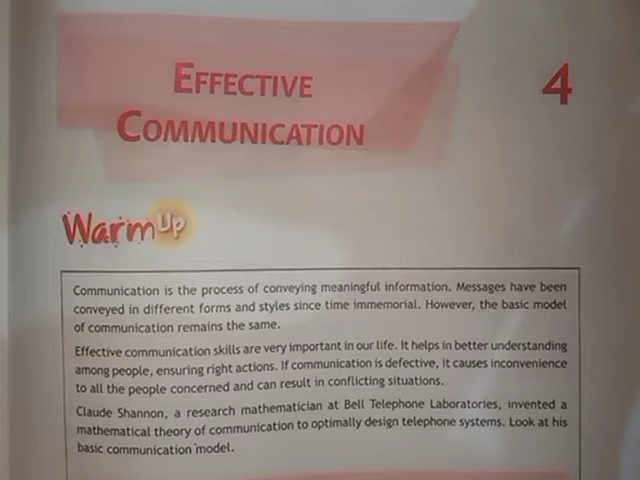 EFFECTIVE
COMMUNICATION
4
Warm Up
Communication is the process of conveying meaningful information. Messages have been
conveyed in different forms and styles since time immemorial. However, the basic model
of communication remains the same.
Effective communication skills are very important in our life. It helps in better understanding
among people, ensuring right actions. If communication is defective, it causes inconvenience
to all the people concerned and can result in conflicting situations.
Claude Shannon, a research mathematician at Bell Telephone Laboratories, invented a
mathematical theory of communication to optimally design telephone systems. Look at his
basic communication model.